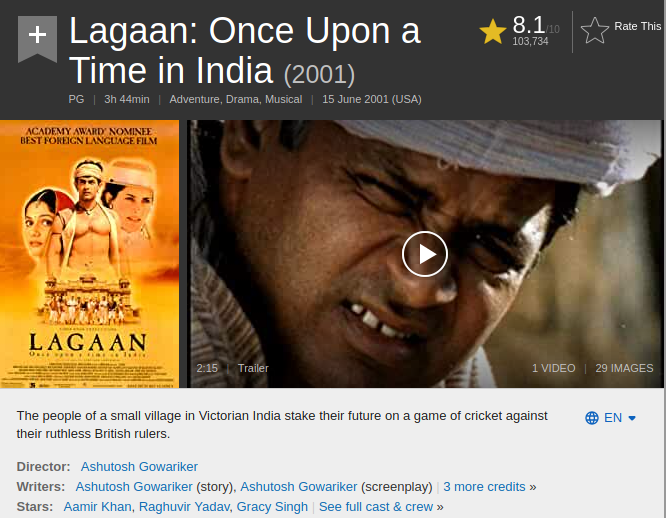 Lagaan: Once Upon a
Time in India (2001)
8.1/10
103,734
Rate This
PG | 3h 44min | Adventure, Drama, Musical | 15 June 2001 (USA)
ACADEMY AWARD® NOMINEE
BEST FOREIGN LANGUAGE FILM
LAGAAN
Once upon a time in India
2:15 | Trailer
1 VIDEO | 29 IMAGES
The people of a small village in Victorian India stake their future on a game of cricket against
their ruthless British rulers.
EN
Director: Ashutosh Gowariker
Writers: Ashutosh Gowariker (story), Ashutosh Gowariker (screenplay) | 3 more credits »
Stars: Aamir Khan, Raghuvir Yadav, Gracy Singh | See full cast & crew »